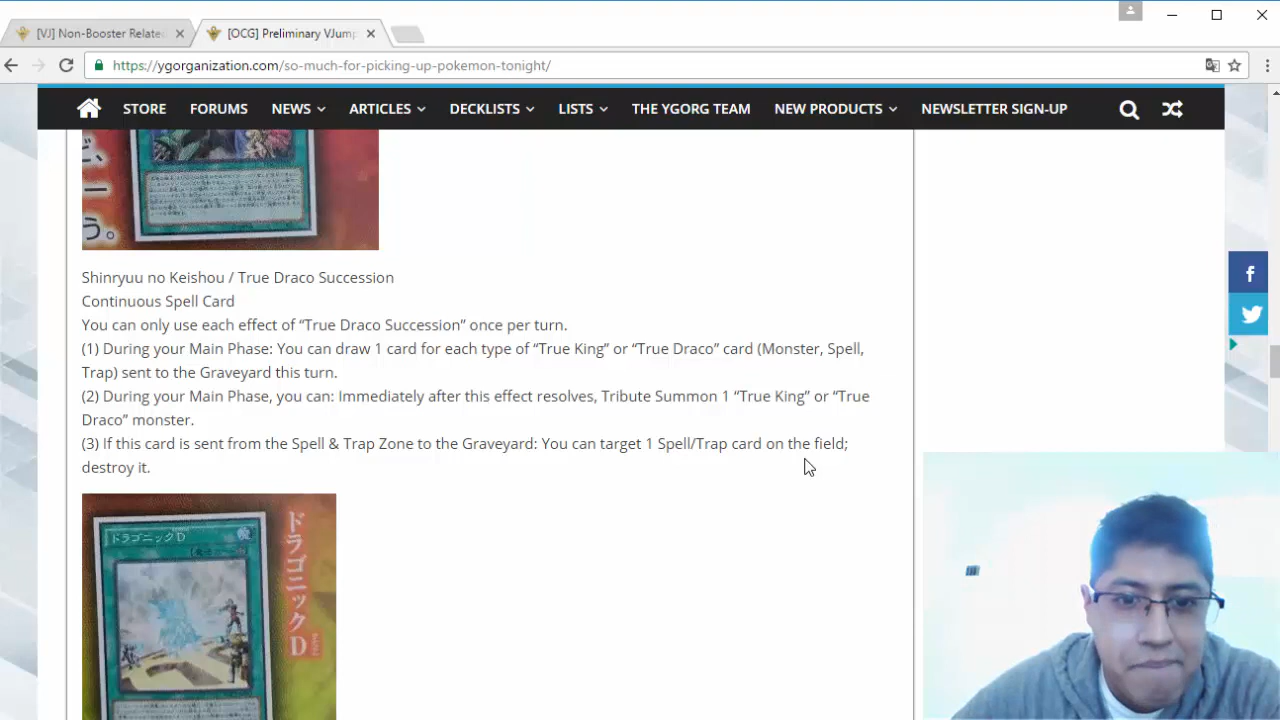 [VJ] Non-Booster Relate
[OCG] Preliminary VJump
https://ygorganization.com/so-much-for-picking-up-pokemon-tonight/
STORE FORUMS NEWS ARTICLES DECKLISTS LISTS THE YGORG TEAM NEW PRODUCTS NEWSLETTER SIGN-UP
ど、
ー
う。
Shinryuu no Keishou / True Draco Succession
Continuous Spell Card
You can only use each effect of “True Draco Succession” once per turn.
(1) During your Main Phase: You can draw 1 card for each type of “True King” or “True Draco” card (Monster, Spell,
Trap) sent to the Graveyard this turn.
(2) During your Main Phase, you can: Immediately after this effect resolves, Tribute Summon 1 “True King” or “True
Draco” monster.
(3) If this card is sent from the Spell & Trap Zone to the Graveyard: You can target 1 Spell/Trap card on the field;
destroy it.
ドラゴニックD
ドラゴニックD